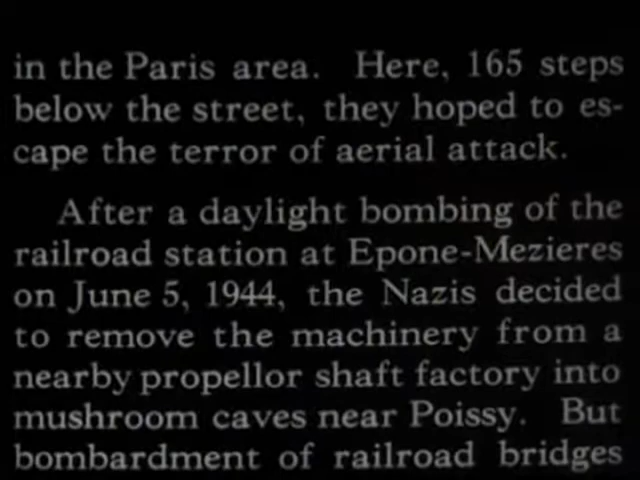 in the Paris area. Here, 165 steps
below the street, they hoped to es-
cape the terror of aerial attack.
After a daylight bombing of the
railroad station at Epone-Mezieres
on June 5, 1944, the Nazis decided
to remove the machinery from a
nearby propellor shaft factory into
mushroom caves near Poissy. But
bombardment of railroad bridges